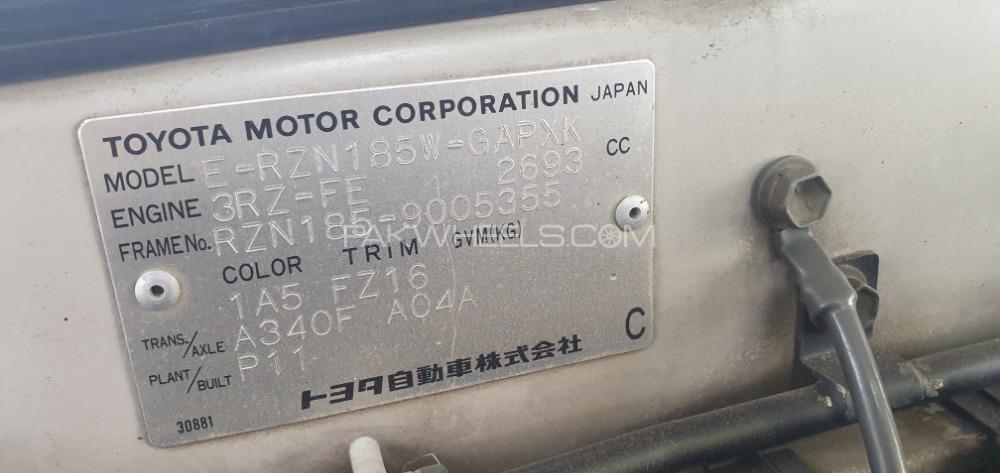 TOYOTA MOTOR CORPORATION JAPAN
MODEL E-RZN185W-GAPXK
ENGINE 3RZ-FE 2693 CC
FRAME No. RZN185-9005355
PAKWHEELS.COM
COLOR TRIM GVM(KG)
1A5 FZ16
TRANS./AXLE A340F A04A
PLANT/BUILT P11
C
トヨタ自動車株式会社
30881